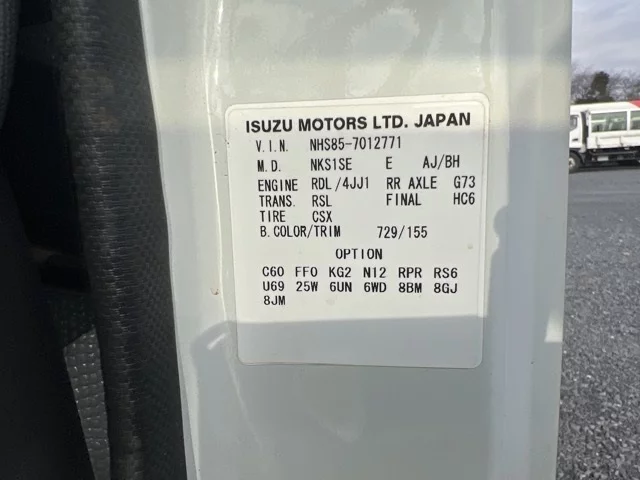 ISUZU MOTORS LTD. JAPAN
V.I.N. NHS85-7012771
M.D. NKS1SE E AJ/BH
ENGINE RDL/4JJ1 RR AXLE G73
TRANS. RSL FINAL HC6
TIRE CSX
B.COLOR/TRIM 729/155
OPTION
C60 FF0 KG2 N12 RPR RS6
U69 25W 6UN 6WD 8BM 8GJ
8JM